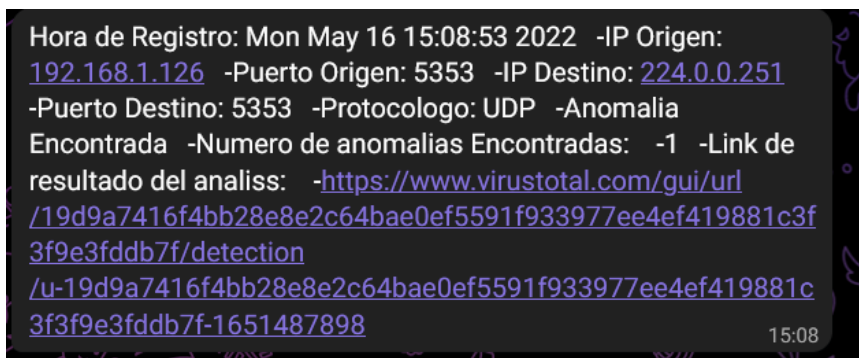 Hora de Registro: Mon May 16 15:08:53 2022 -IP Origen:
192.168.1.126 -Puerto Origen: 5353 -IP Destino: 224.0.0.251
-Puerto Destino: 5353 -Protocologo: UDP -Anomalia
Encontrada -Numero de anomalias Encontradas: -1 -Link de
resultado del analiss: -https://www.virustotal.com/gui/url
/19d9a7416f4bb28e8e2c64bae0ef5591f933977ee4ef419881c3f
3f9e3fddb7f/detection
/u-19d9a7416f4bb28e8e2c64bae0ef5591f933977ee4ef419881c
3f3f9e3fddb7f-1651487898
15:08